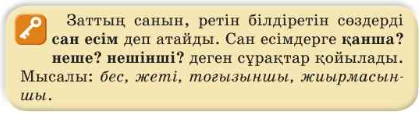 Заттың санын, ретін білдіретін сөздерді
сан есім деп атайды. Сан есімдерге қанша?
неше? нешінші? деген сұрақтар қойылады.
Мысалы: бес, жеті, тоғызыншы, жиырмасын-
шы.